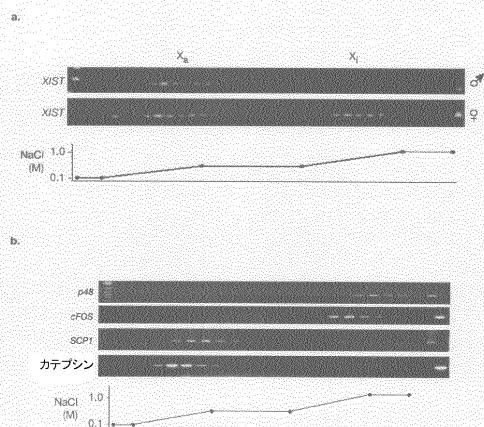 a.
Xa Xi
XIST ♂
XIST ♀
NaCl 1.0
(M) 0.1
b.
p48
cFOS
SCP1
カテプシン
NaCl 1.0
(M) 0.1